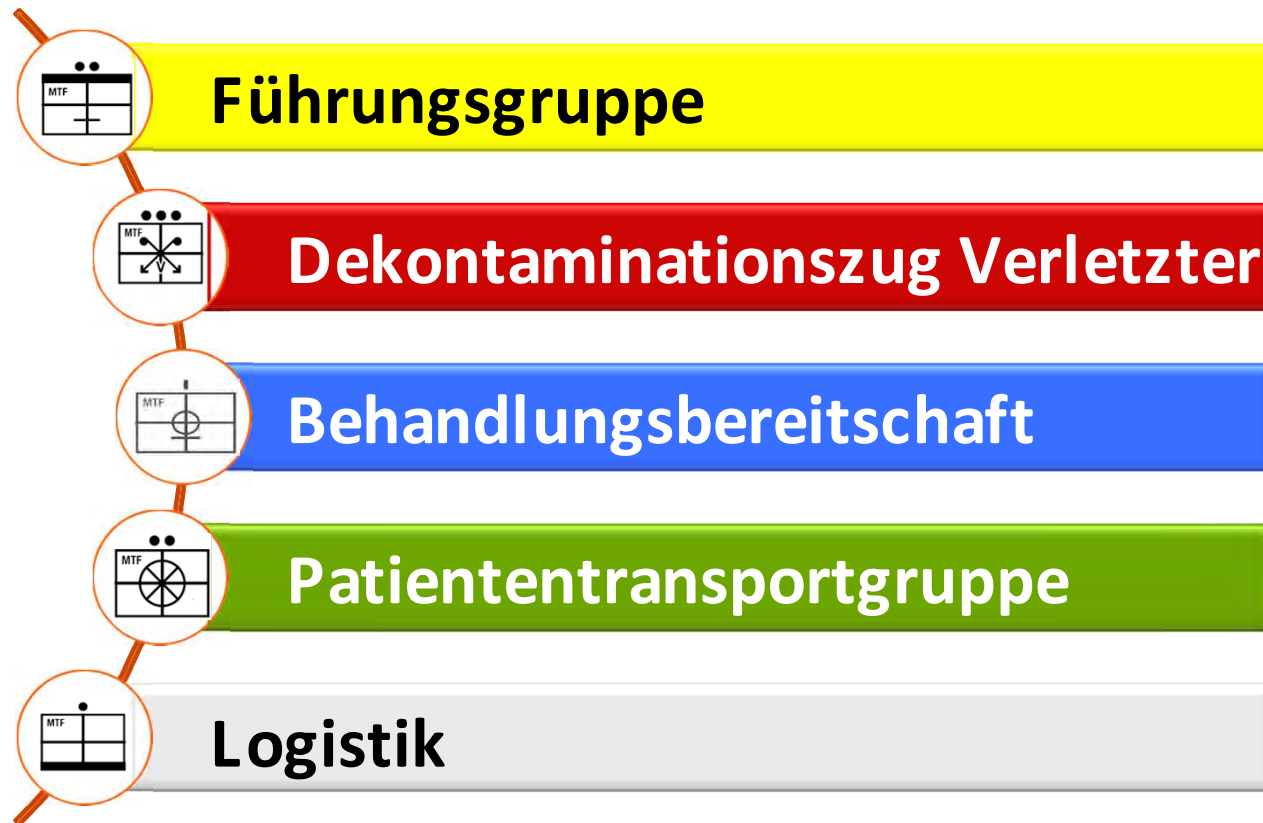 MTF
Führungsgruppe
MTF
V
Dekontaminationszug Verletzter
MTF
Behandlungsbereitschaft
MTF
Patiententransportgruppe
MTF
Logistik